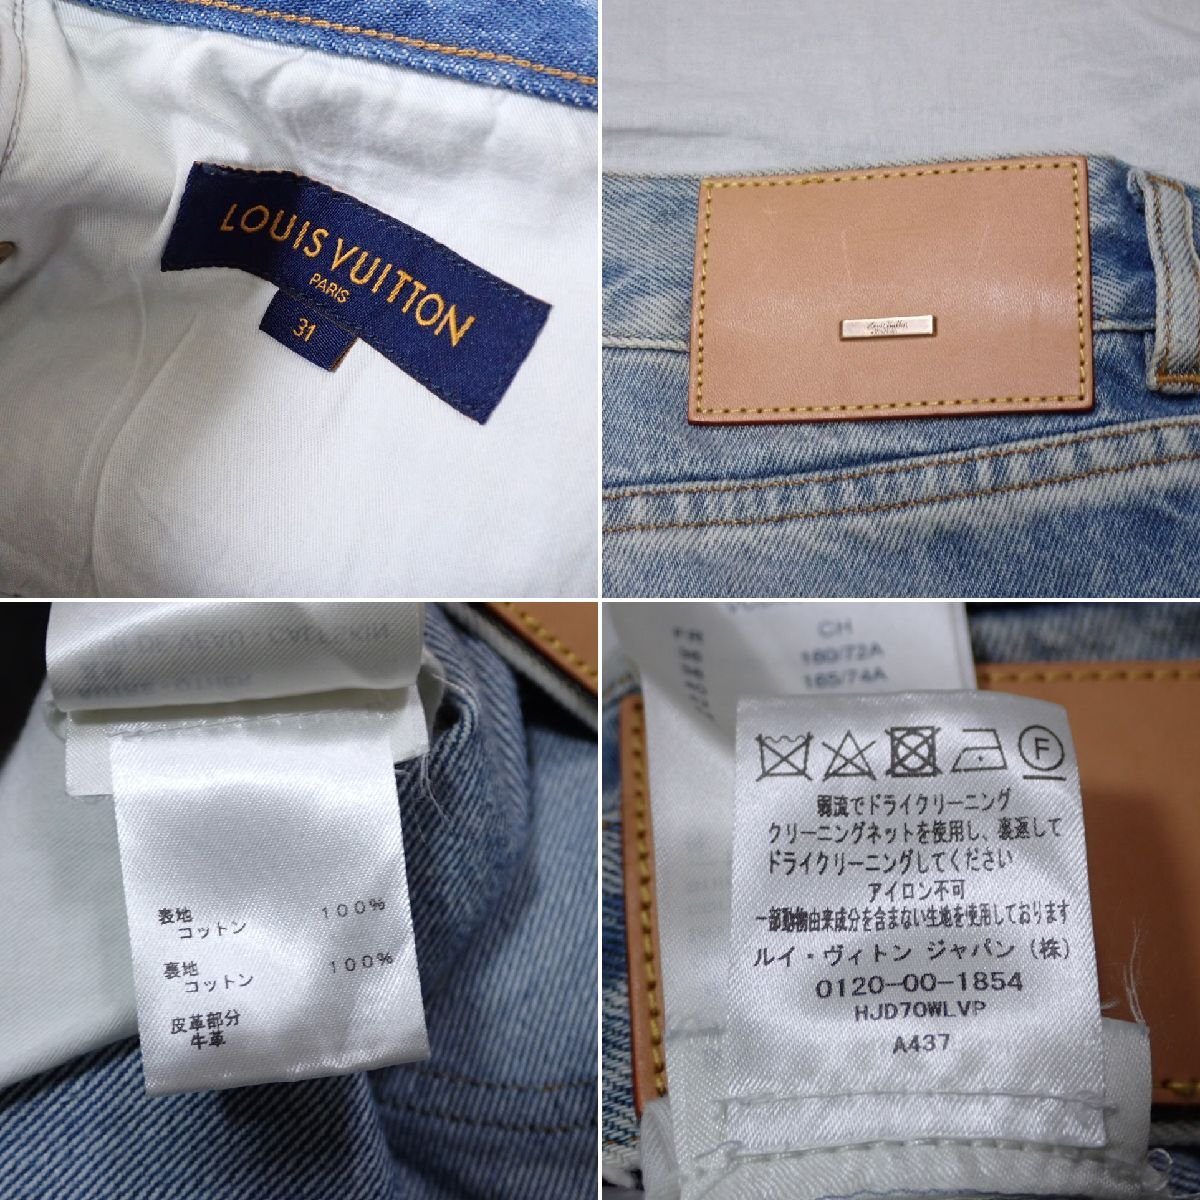 LOUIS VUITTON
PARIS
31
Louis Vuitton
表地 100%
コットン
裏地 100%
コットン
皮革部分
牛革
CH
160/72A
165/74A
F
弱流でドライクリーニング
クリーニングネットを使用し、裏返して
ドライクリーニングしてください
アイロン不可
一部動物由来成分を含まない生地を使用しております
ルイ・ヴィトン ジャパン (株)
0120-00-1854
HJD70WLVP
A437